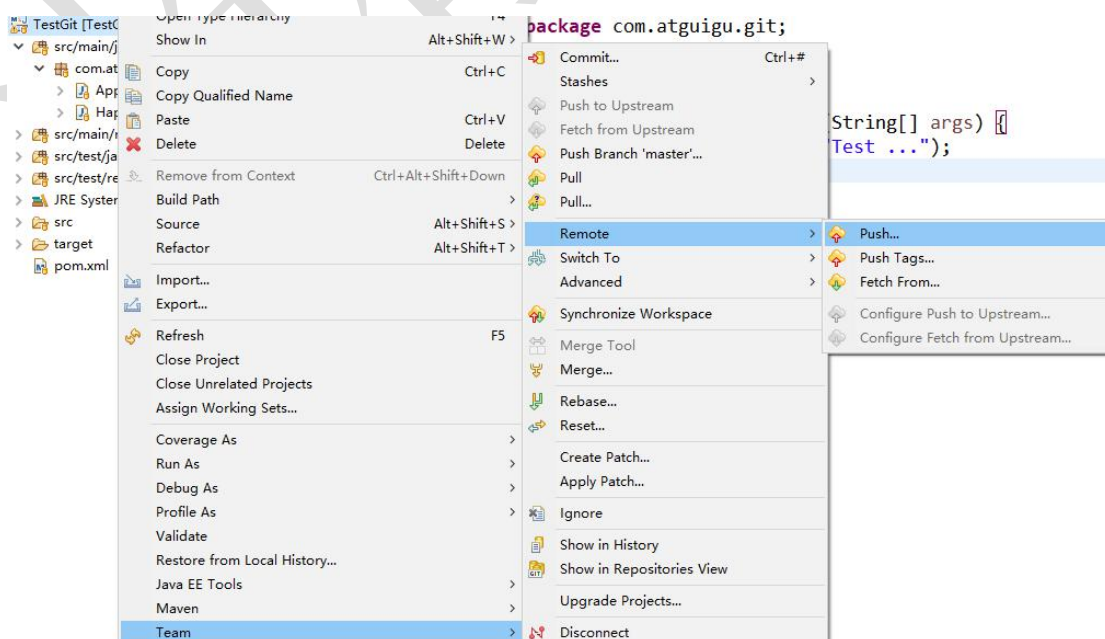 TestGit [Test
src/main/j
com.at
App
Hap
src/main/r
src/test/ja
src/test/re
JRE Syster
src
target
pom.xml
Open Type Hierarchy F4
Show In Alt+Shift+W >
Copy Ctrl+C
Copy Qualified Name
Paste Ctrl+V
Delete Delete
Remove from Context Ctrl+Alt+Shift+Down
Build Path >
Source Alt+Shift+S >
Refactor Alt+Shift+T >
Import...
Export...
Refresh F5
Close Project
Close Unrelated Projects
Assign Working Sets...
Coverage As >
Run As >
Debug As >
Profile As >
Validate
Restore from Local History...
Java EE Tools >
Maven >
Team >
package com.atguigu.git;
String[] args) {
Test ...");
Commit... Ctrl+#
Stashes >
Push to Upstream
Fetch from Upstream
Push Branch 'master'...
Pull
Pull...
Remote >
Switch To >
Advanced >
Synchronize Workspace
Merge Tool
Merge...
Rebase...
Reset...
Create Patch...
Apply Patch...
Ignore
Show in History
Show in Repositories View
Upgrade Projects...
Disconnect
Push...
Push Tags...
Fetch From...
Configure Push to Upstream...
Configure Fetch from Upstream...